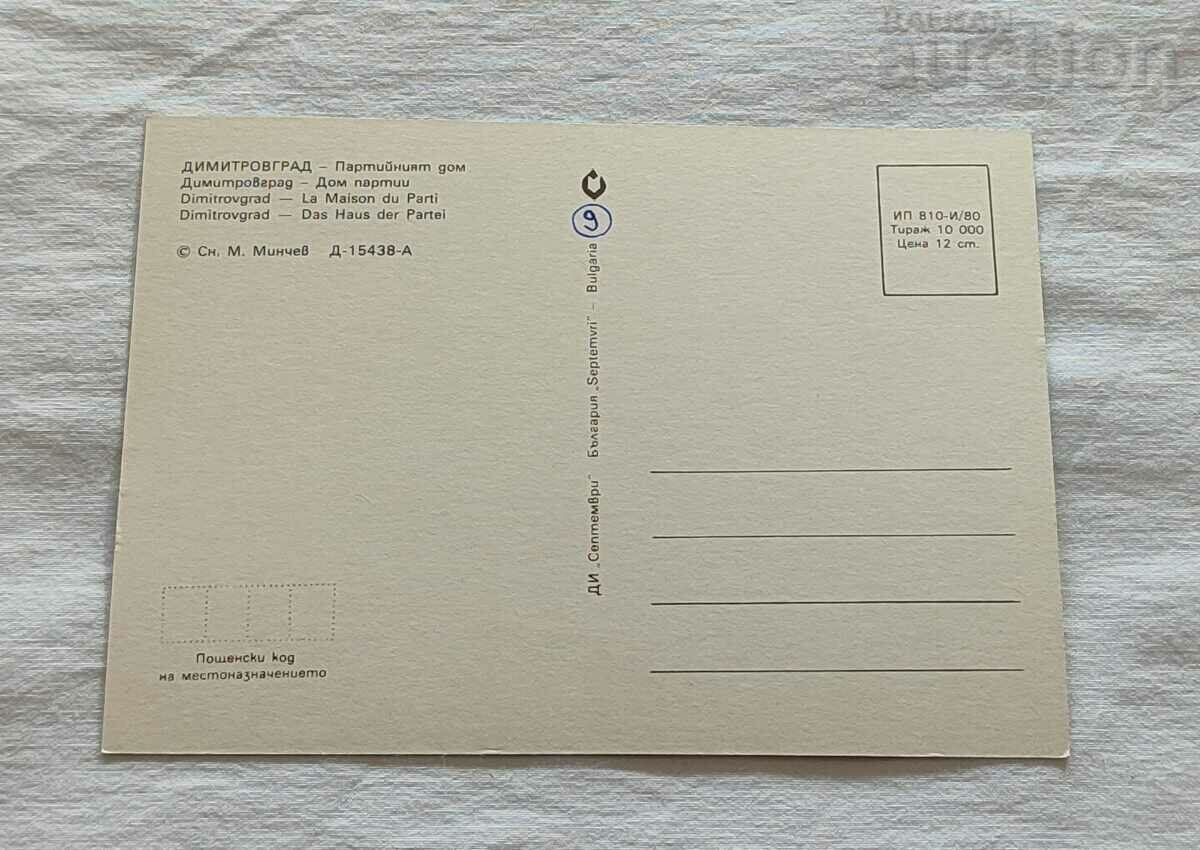 BALKAN
auction
ДИМИТРОВГРАД – Партийният дом
Димитровград – Дом партии
Dimitrovgrad — La Maison du Parti
Dimitrovgrad — Das Haus der Partei
© Сн. М. Минчев Д-15438-А
9
ДИ „Септември“ България „Septemvri“ – Bulgaria
ИП 810-И/80
Тираж 10 000
Цена 12 ст.
Пощенски код
на местоназначението